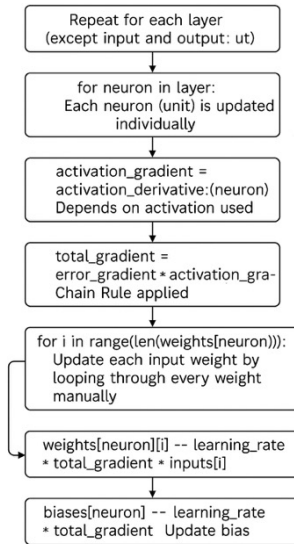 Repeat for each layer
(except input and output: ut)
for neuron in layer:
Each neuron (unit) is updated
individually
activation_gradient =
activation_derivative:(neuron)
Depends on activation used
total_gradient =
error_gradient * activation_gra-
Chain Rule applied
for i in range(len(weights[neuron])):
Update each input weight by
looping through every weight
manually
weights[neuron][i] -- learning_rate
* total_gradient * inputs[i]
biases[neuron] -- learning_rate
* total_gradient Update bias